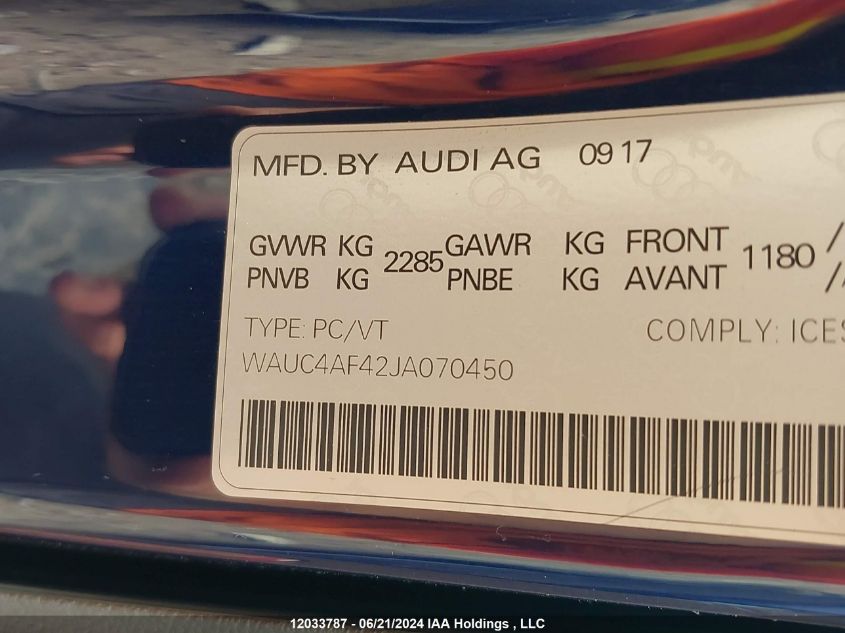 MFD. BY AUDI AG 09 17
GVWR KG 2285 GAWR KG FRONT 1180 /
PNVB KG PNBE KG AVANT /
TYPE: PC/VT COMPLY: ICES
WAUC4AF42JA070450
12033787 - 06/21/2024 IAA Holdings , LLC